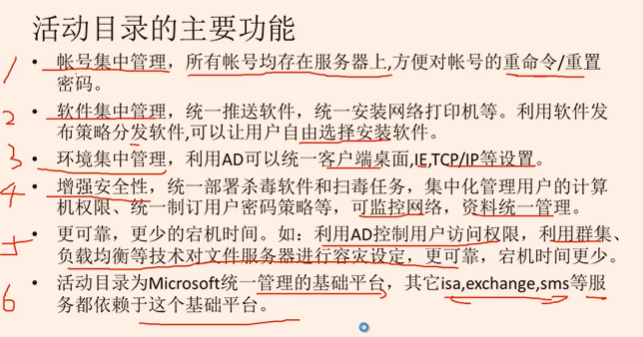 活动目录的主要功能
1 • 帐号集中管理，所有帐号均存在服务器上,方便对帐号的重命令/重置
密码。
2 • 软件集中管理，统一推送软件，统一安装网络打印机等。利用软件发
布策略分发软件,可以让用户自由选择安装软件。
3 • 环境集中管理，利用AD可以统一客户端桌面,IE,TCP/IP等设置。
4 • 增强安全性，统一部署杀毒软件和扫毒任务，集中化管理用户的计算
机权限、统一制订用户密码策略等，可监控网络，资料统一管理。
5 • 更可靠，更少的宕机时间。如：利用AD控制用户访问权限，利用群集、
负载均衡等技术对文件服务器进行容灾设定，更可靠，宕机时间更少。
6 • 活动目录为Microsoft统一管理的基础平台，其它isa,exchange,sms等服
务都依赖于这个基础平台。